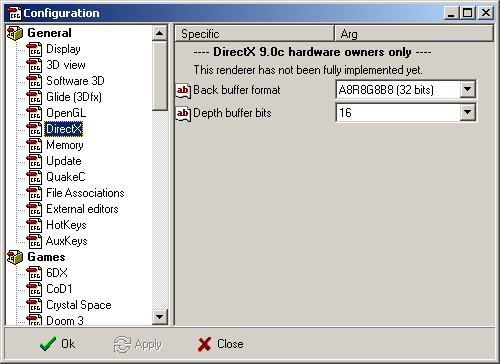 Configuration
General
Display
3D view
Software 3D
Glide (3Dfx)
OpenGL
DirectX
Memory
Update
QuakeC
File Associations
External editors
HotKeys
AuxKeys
Games
6DX
CoD1
Crystal Space
Doom 3
Specific Arg
---- DirectX 9.0c hardware owners only ----
This renderer has not been fully implemented yet.
Back buffer format A8R8G8B8 (32 bits)
Depth buffer bits 16
Ok Apply Close